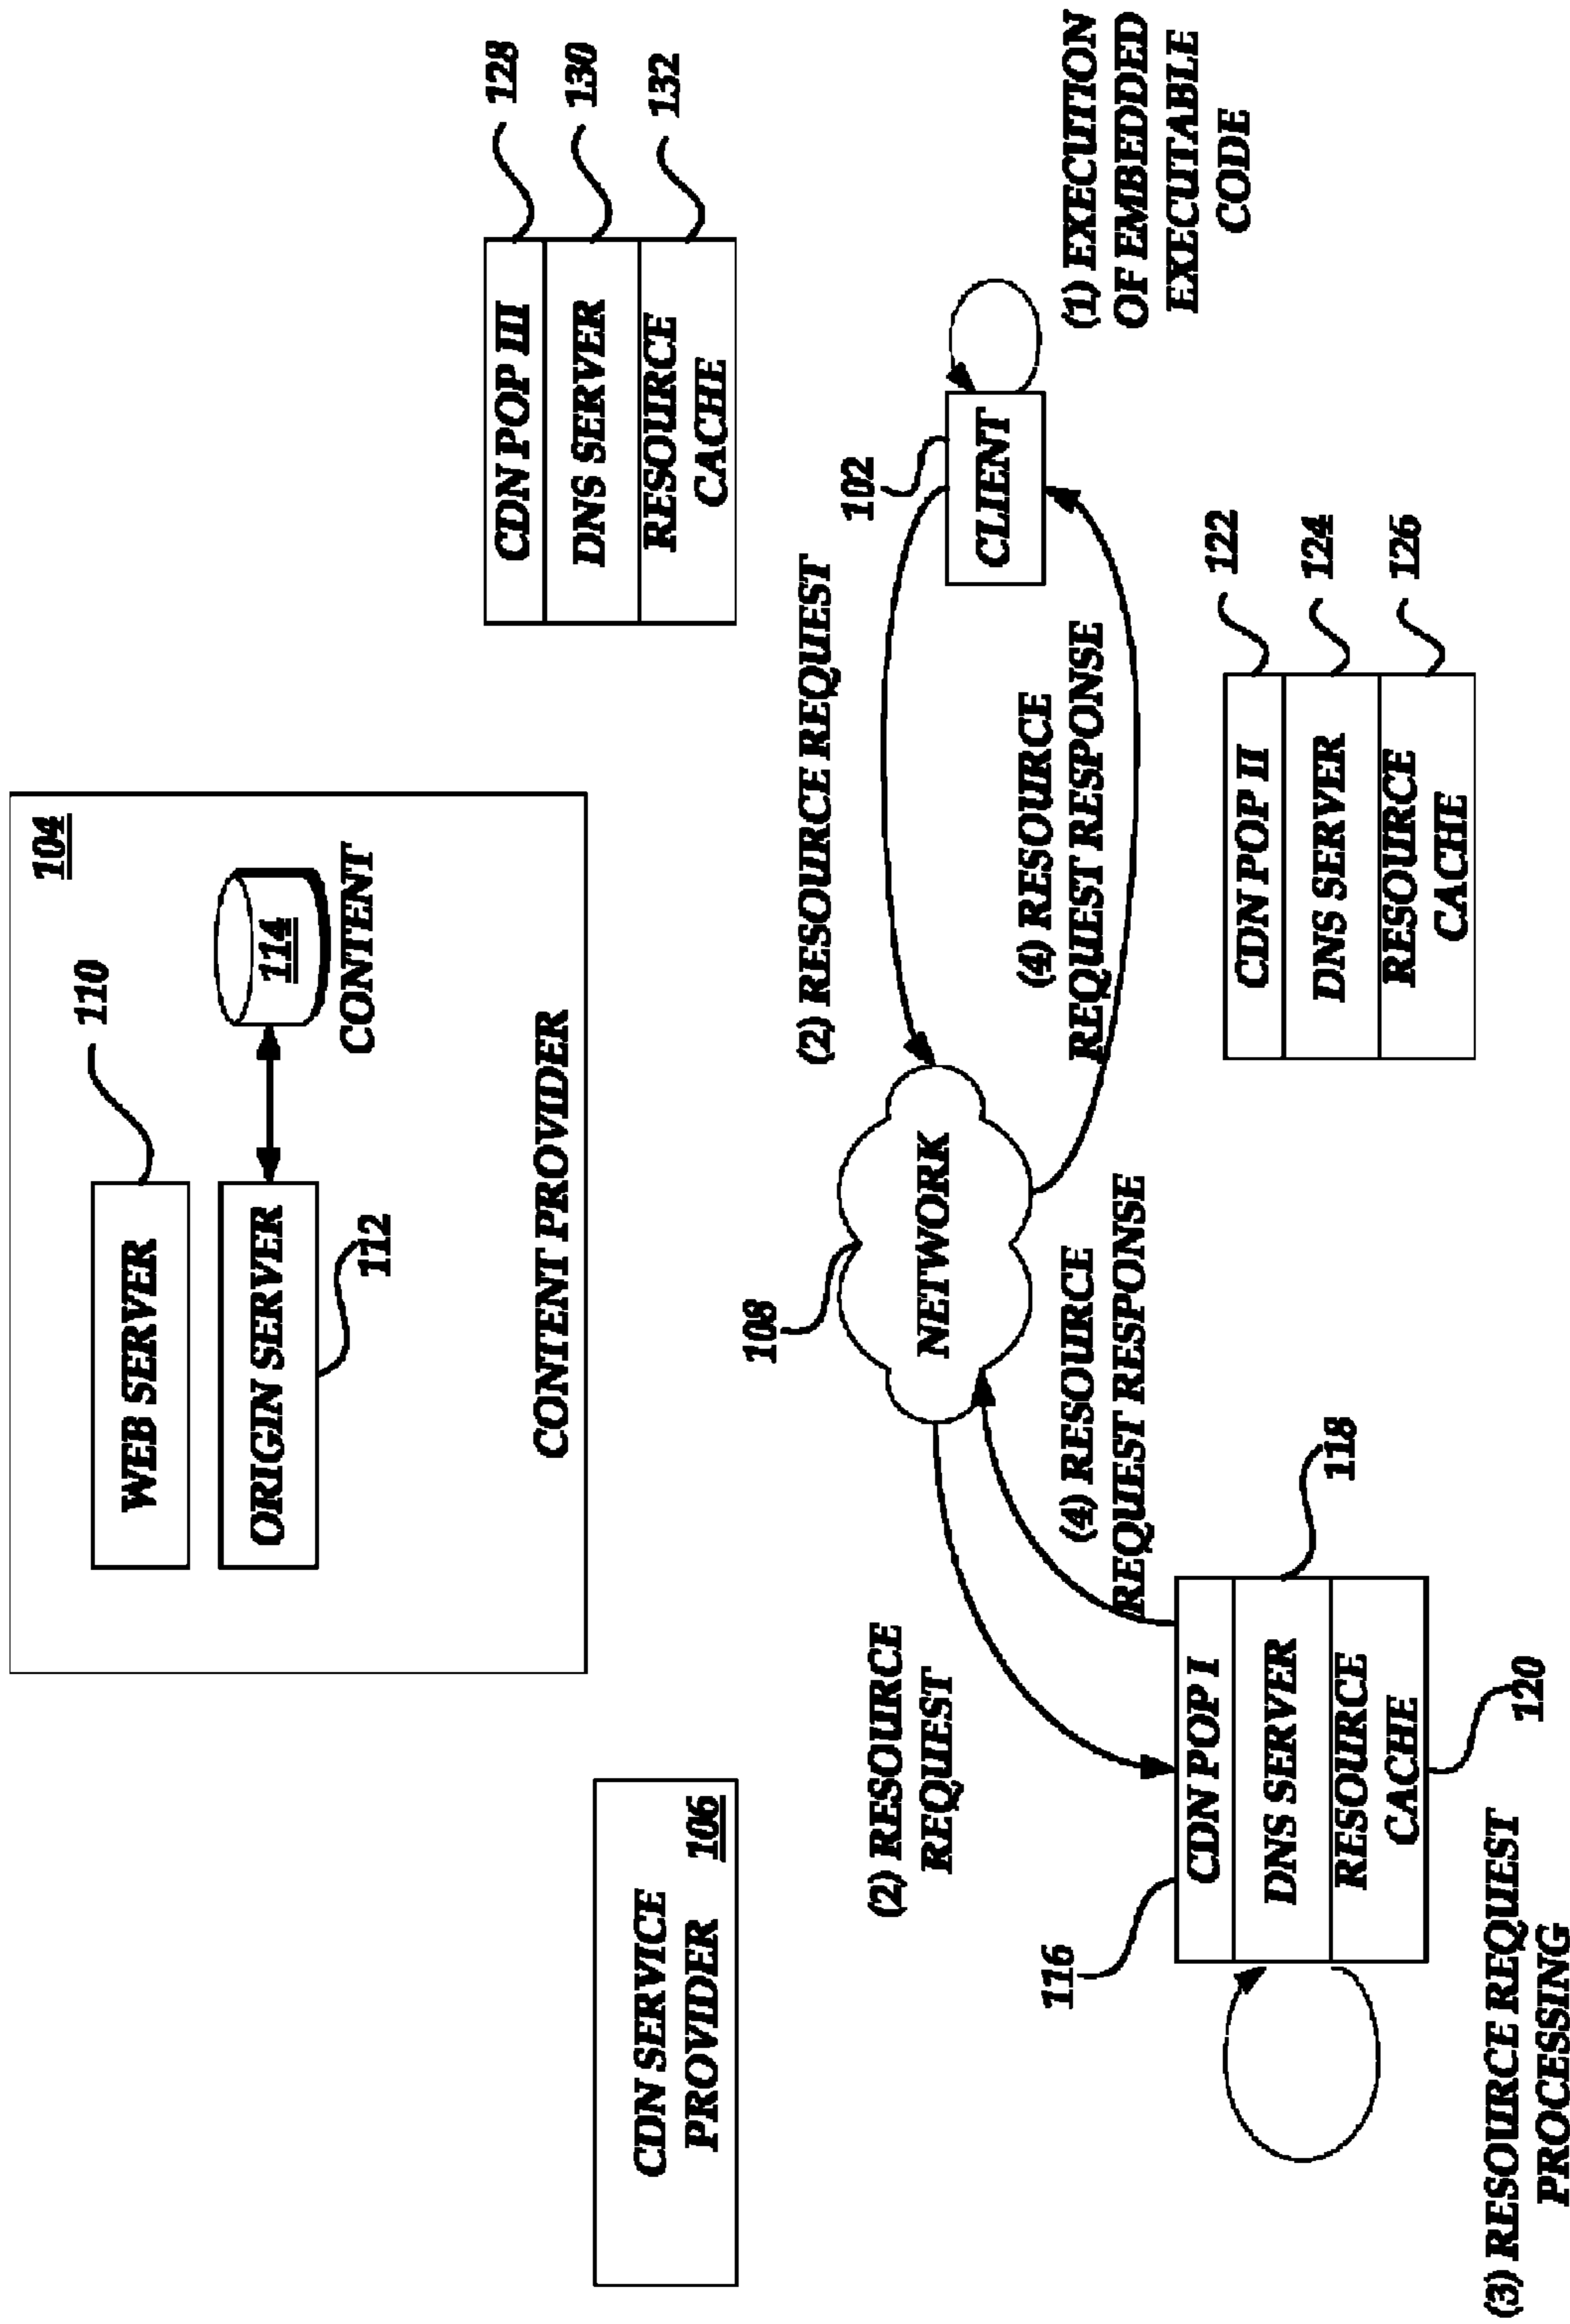 104
WEB SERVER
110
ORIGIN SERVER
112
114
CONTENT
CONTENT PROVIDER
CDN SERVICE
PROVIDER
106
CDN POP III
128
DNS SERVER
130
RESOURCE
CACHE
132
108
NETWORK
(2) RESOURCE REQUEST
102
CLIENT
(1) EXECUTION
OF EMBEDDED
EXECUTABLE
CODE
(4) RESOURCE
REQUEST RESPONSE
(2) RESOURCE
REQUEST
(4) RESOURCE
REQUEST RESPONSE
116
CDN POP I
DNS SERVER
118
RESOURCE
CACHE
120
(3) RESOURCE REQUEST
PROCESSING
CDN POP II
122
DNS SERVER
124
RESOURCE
CACHE
126